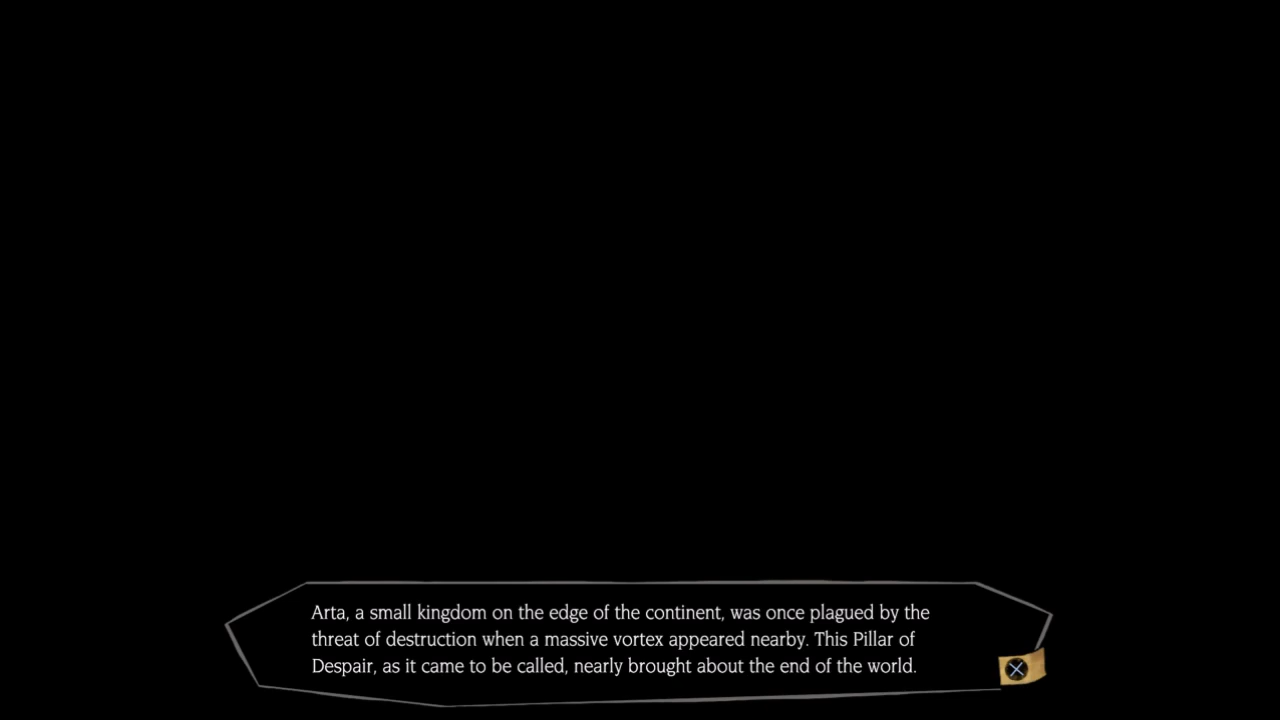 Arta, a small kingdom on the edge of the continent, was once plagued by the
threat of destruction when a massive vortex appeared nearby. This Pillar of
Despair, as it came to be called, nearly brought about the end of the world.